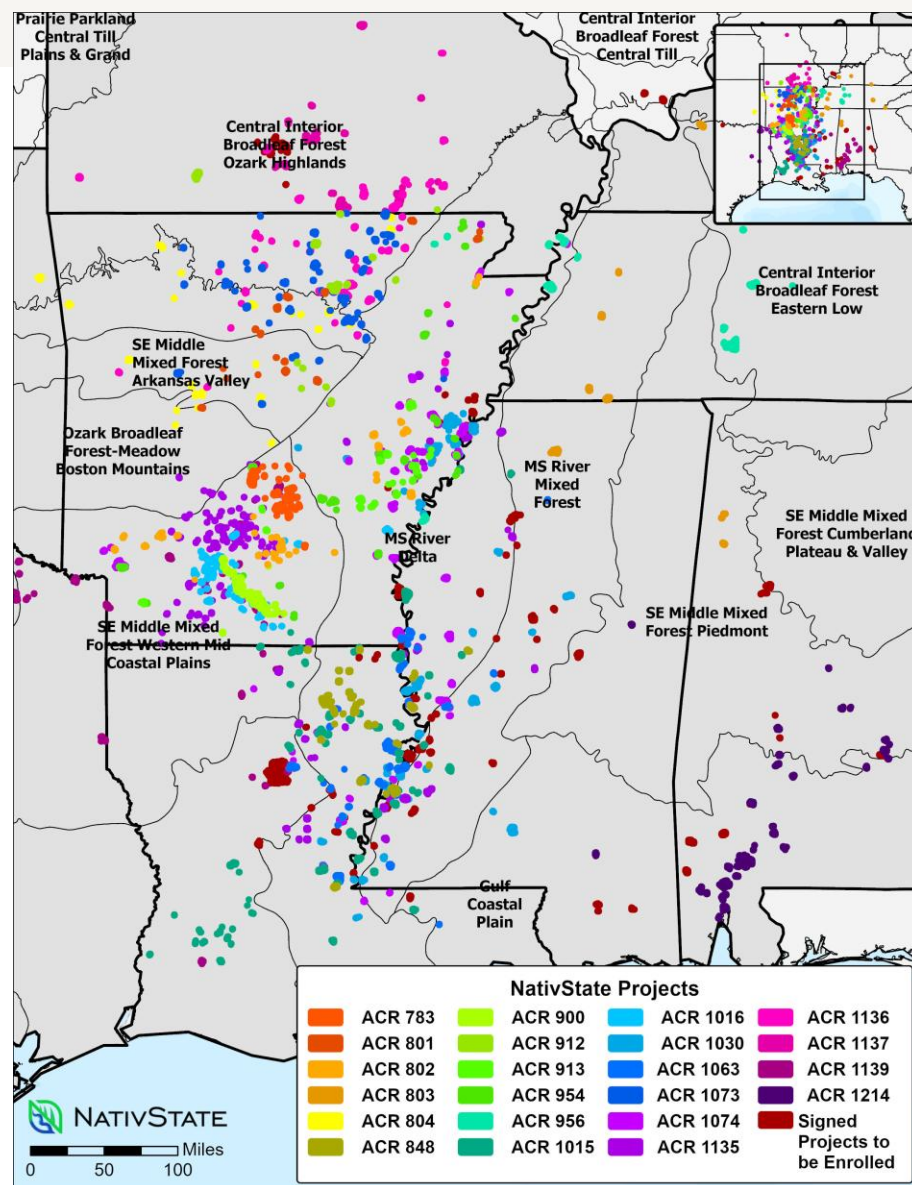 Prairie Parkland
Central Till
Plains & Grand
Central Interior
Broadleaf Forest
Central Till
Central Interior
Broadleaf Forest
Ozark Highlands
Central Interior
Broadleaf Forest
Eastern Low
SE Middle
Mixed Forest
Arkansas Valley
Ozark Broadleaf
Forest-Meadow
Boston Mountains
MS River
Mixed
Forest
MS River
Delta
SE Middle Mixed
Forest Cumberland
Plateau & Valley
SE Middle Mixed
Forest Piedmont
SE Middle Mixed
Forest Western Mid
Coastal Plains
Gulf
Coastal
Plain
NativState Projects
ACR 783
ACR 801
ACR 802
ACR 803
ACR 804
ACR 848
ACR 900
ACR 912
ACR 913
ACR 954
ACR 956
ACR 1015
ACR 1016
ACR 1030
ACR 1063
ACR 1073
ACR 1074
ACR 1135
ACR 1136
ACR 1137
ACR 1139
ACR 1214
Signed
Projects to
be Enrolled
NATIVSTATE
Miles
0 50 100